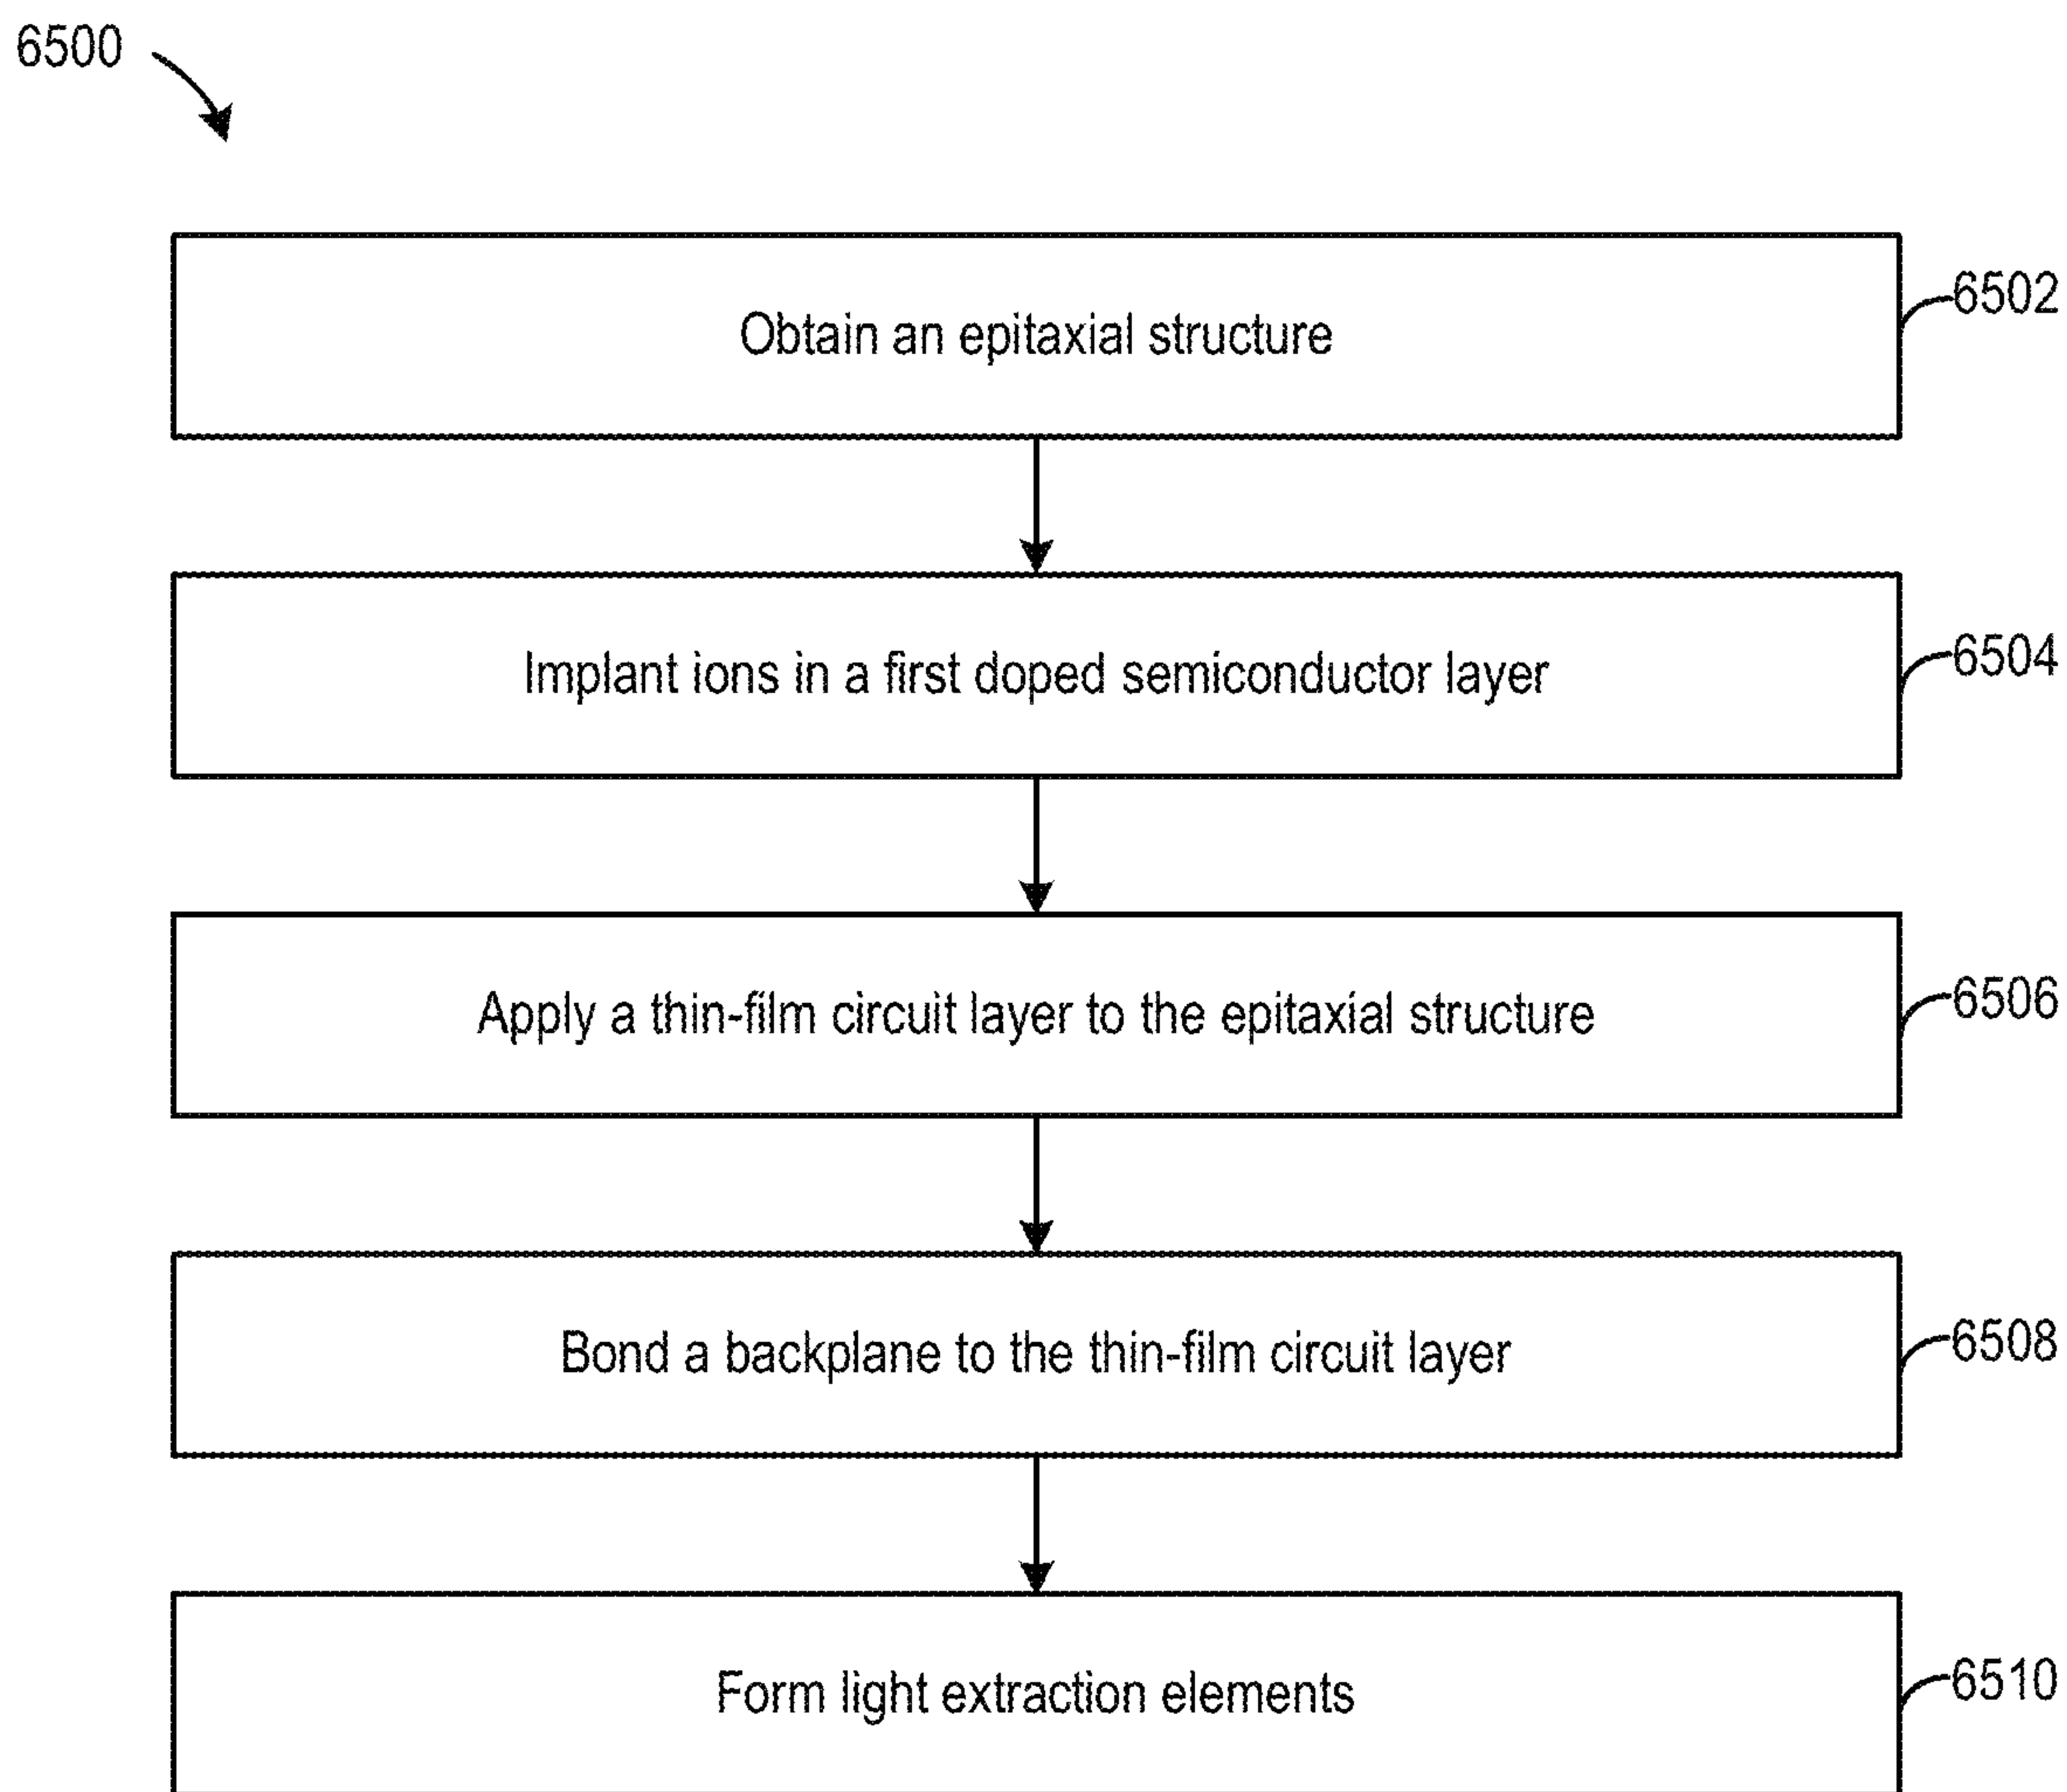 6500
Obtain an epitaxial structure
6502
Implant ions in a first doped semiconductor layer
6504
Apply a thin-film circuit layer to the epitaxial structure
6506
Bond a backplane to the thin-film circuit layer
6508
Form light extraction elements
6510